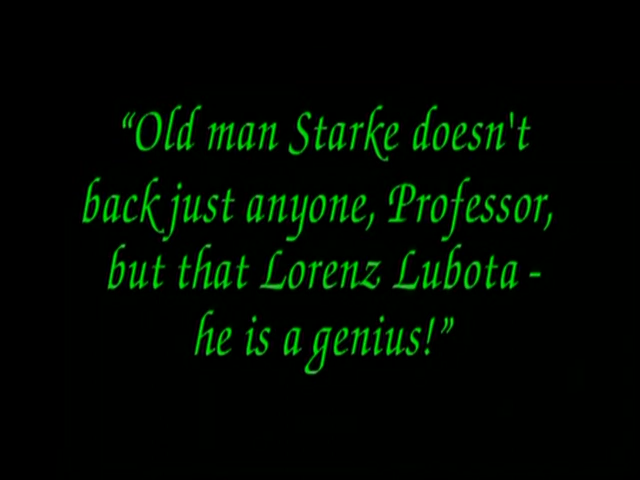 “Old man Starke doesn't
back just anyone, Professor,
but that Lorenz Lubota -
he is a genius!”